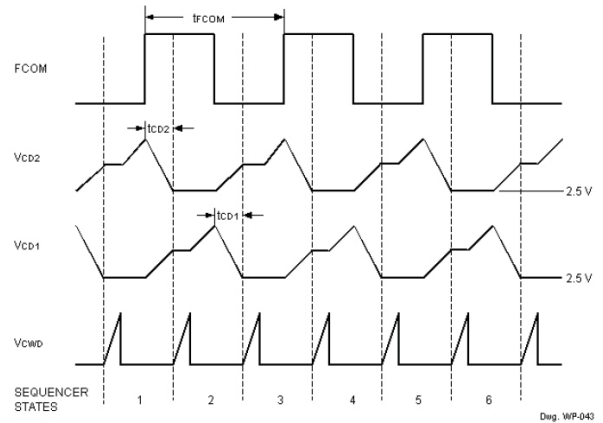 tFCOM
FCOM
tCD2
VCD2
2.5 V
tCD1
VCD1
2.5 V
VCWD
SEQUENCER
STATES
1 2 3 4 5 6
Dwg. WP-043